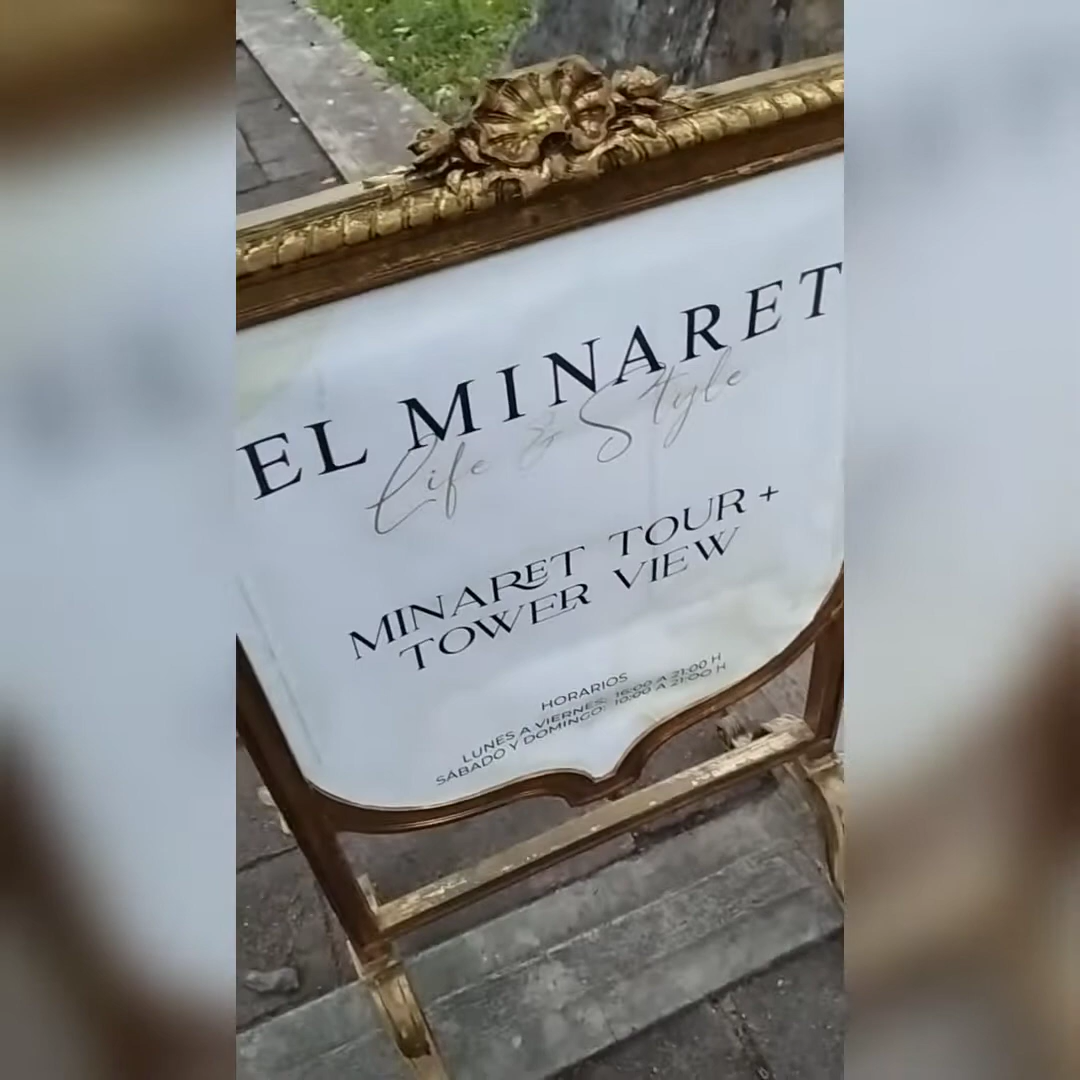 EL MINARET
Life & Style
MINARET TOUR +
TOWER VIEW
HORARIOS
LUNES A VIERNES: 16:00 A 21:00 H
SÁBADO Y DOMINGO: 10:00 A 21:00 H